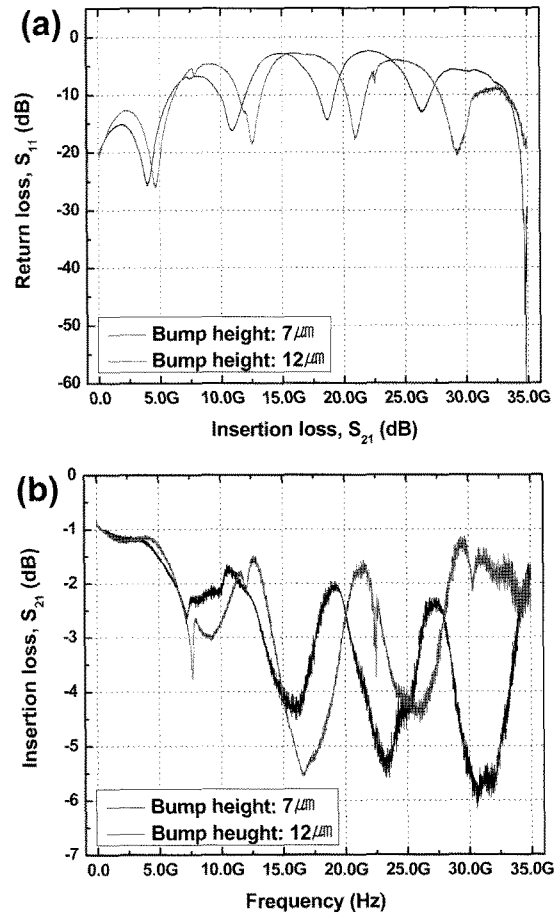 (a)
0
-10
-20
-30
-40
-50
-60
Return loss, S11 (dB)
Bump height: 7㎛
Bump height: 12㎛
0.0 5.0G 10.0G 15.0G 20.0G 25.0G 30.0G 35.0G
Insertion loss, S21 (dB)
(b)
0
-1
-2
-3
-4
-5
-6
-7
Insertion loss, S21 (dB)
Bump height: 7㎛
Bump heught: 12㎛
0.0 5.0G 10.0G 15.0G 20.0G 25.0G 30.0G 35.0G
Frequency (Hz)